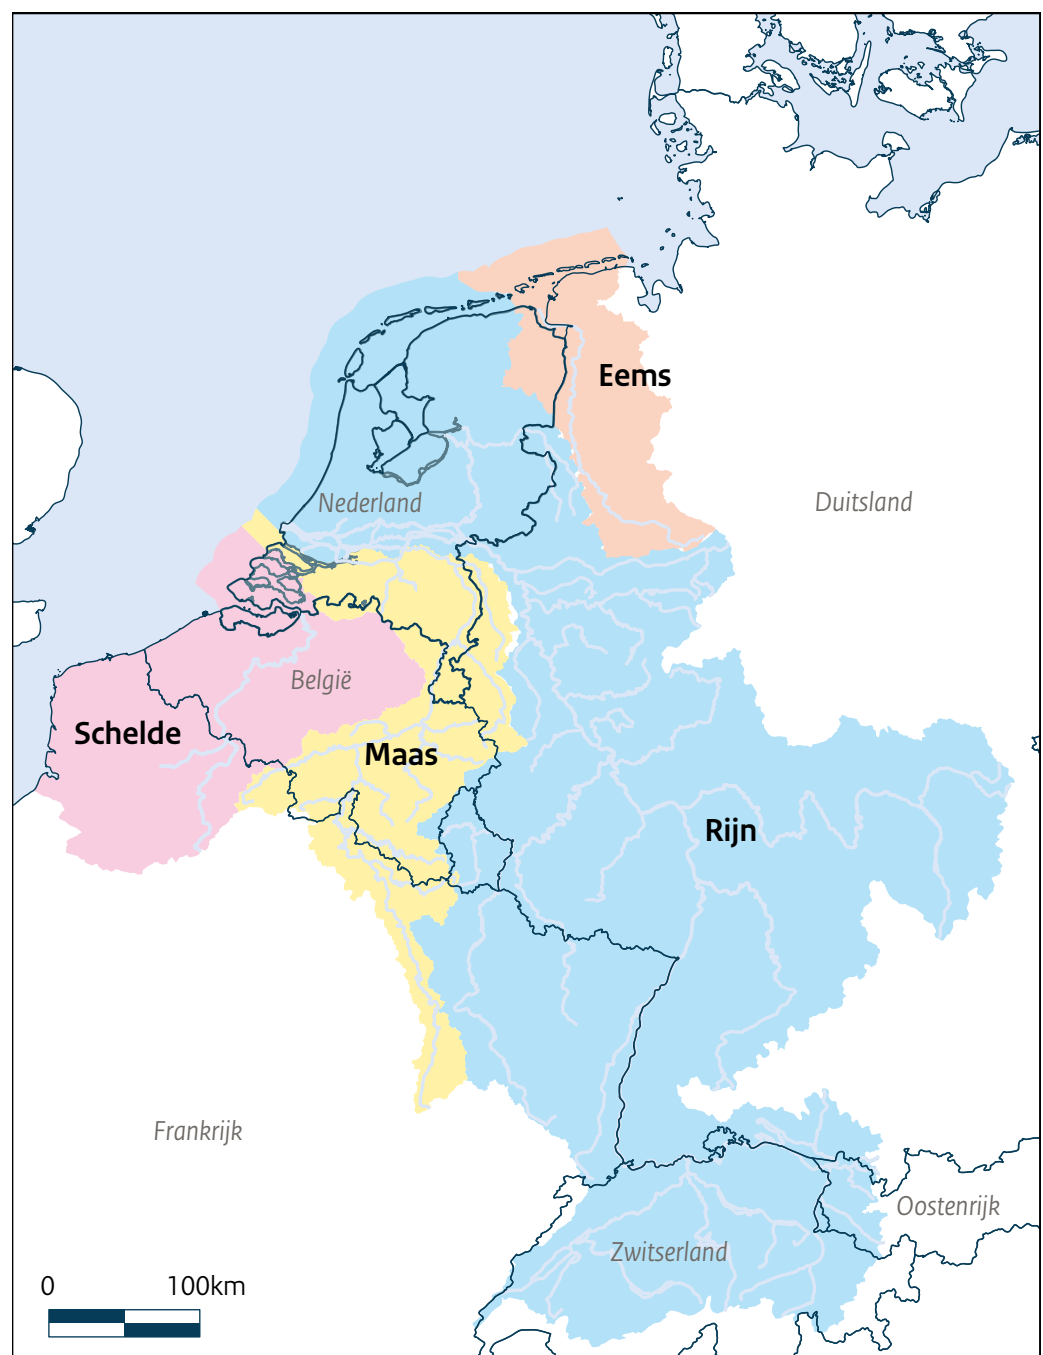 Eems
Nederland
Duitsland
België
Schelde
Maas
Rijn
Frankrijk
Oostenrijk
Zwitserland
0 100km